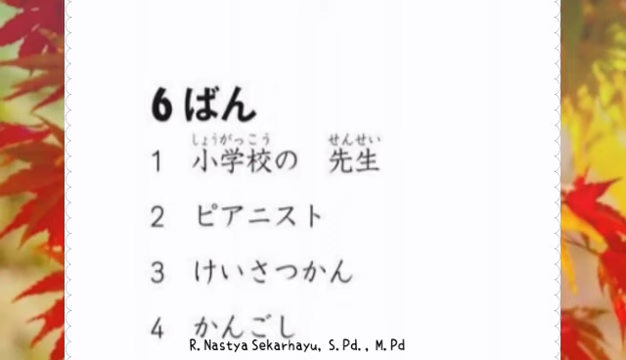 6ばん
しょうがっこう せんせい
1 小学校の 先生
2 ピアニスト
3 けいさつかん
4 かんごし
R. Nastya Sekarhayu, S.Pd., M.Pd